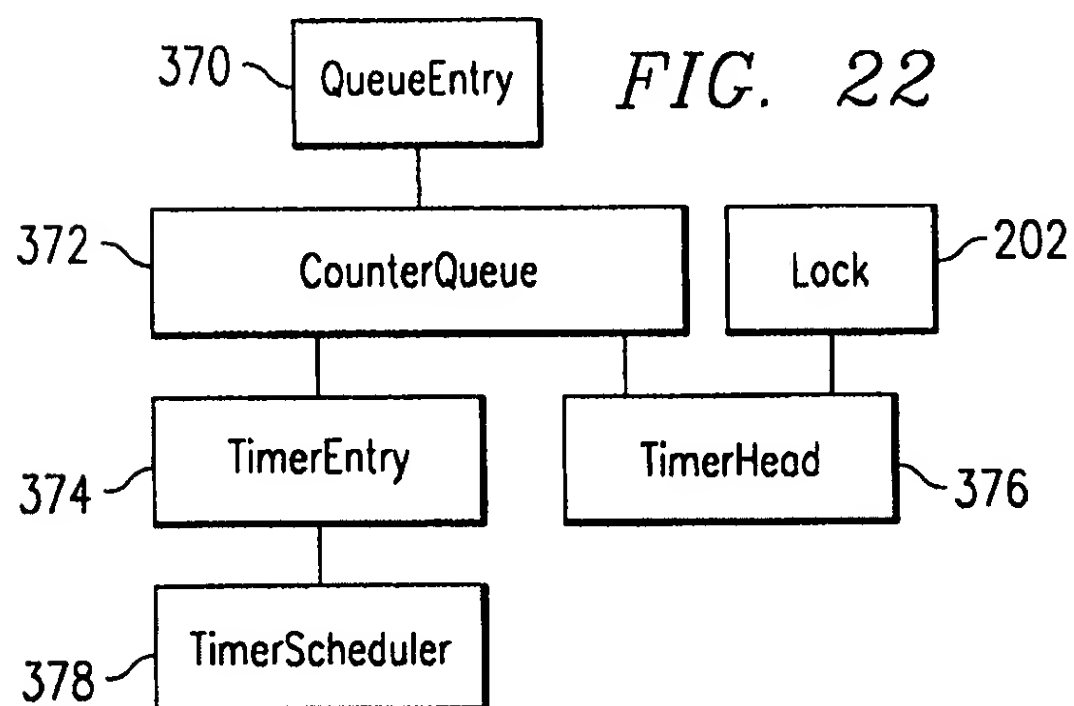 370
QueueEntry
FIG. 22
372
CounterQueue
Lock
202
374
TimerEntry
TimerHead
376
378
TimerScheduler